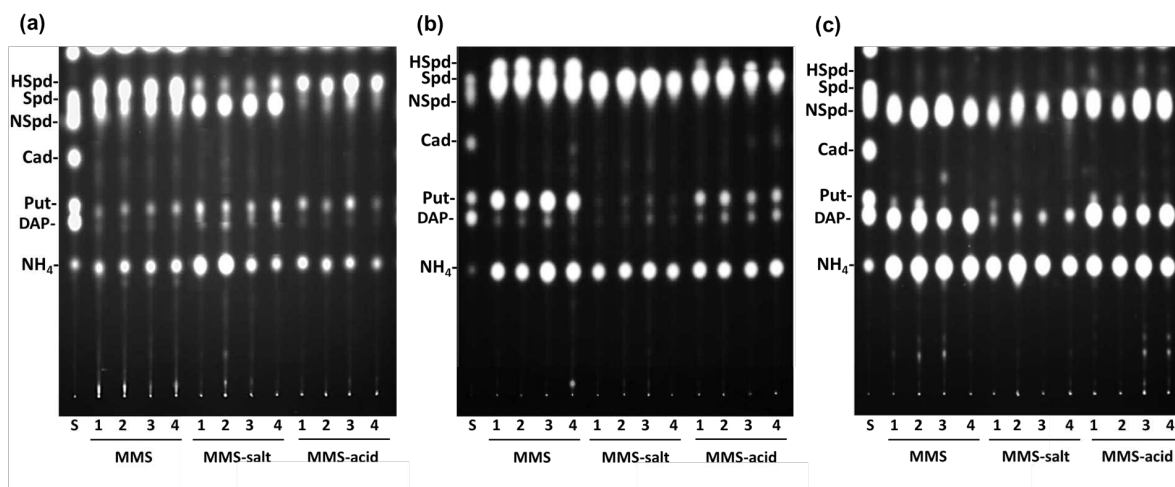 (a)
HSpd-
Spd-
NSpd-
Cad-
Put-
DAP-
NH₄-
S 1 2 3 4 1 2 3 4 1 2 3 4
MMS MMS-salt MMS-acid
(b)
HSpd-
Spd-
NSpd-
Cad-
Put-
DAP-
NH₄-
S 1 2 3 4 1 2 3 4 1 2 3 4
MMS MMS-salt MMS-acid
(c)
HSpd-
Spd-
NSpd-
Cad-
Put-
DAP-
NH₄-
S 1 2 3 4 1 2 3 4 1 2 3 4
MMS MMS-salt MMS-acid